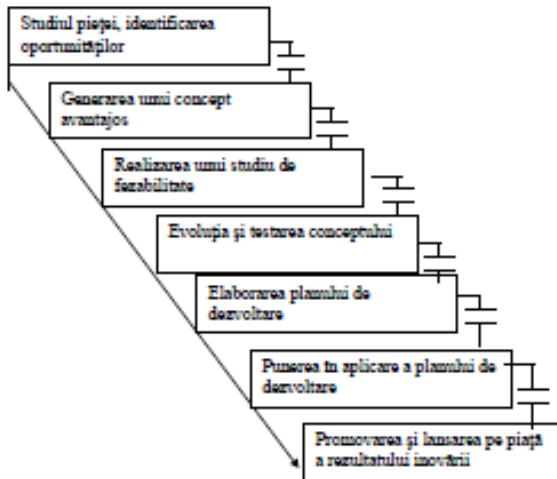 Studiul pieței, identificarea
oportunităților
Generarea unui concept
avantajos
Realizarea unui studiu de
fezabilitate
Evoluția și testarea conceptului
Elaborarea planului de
dezvoltare
Punerea în aplicare a planului de
dezvoltare
Promovarea și lansarea pe piață
a rezultatului inovării